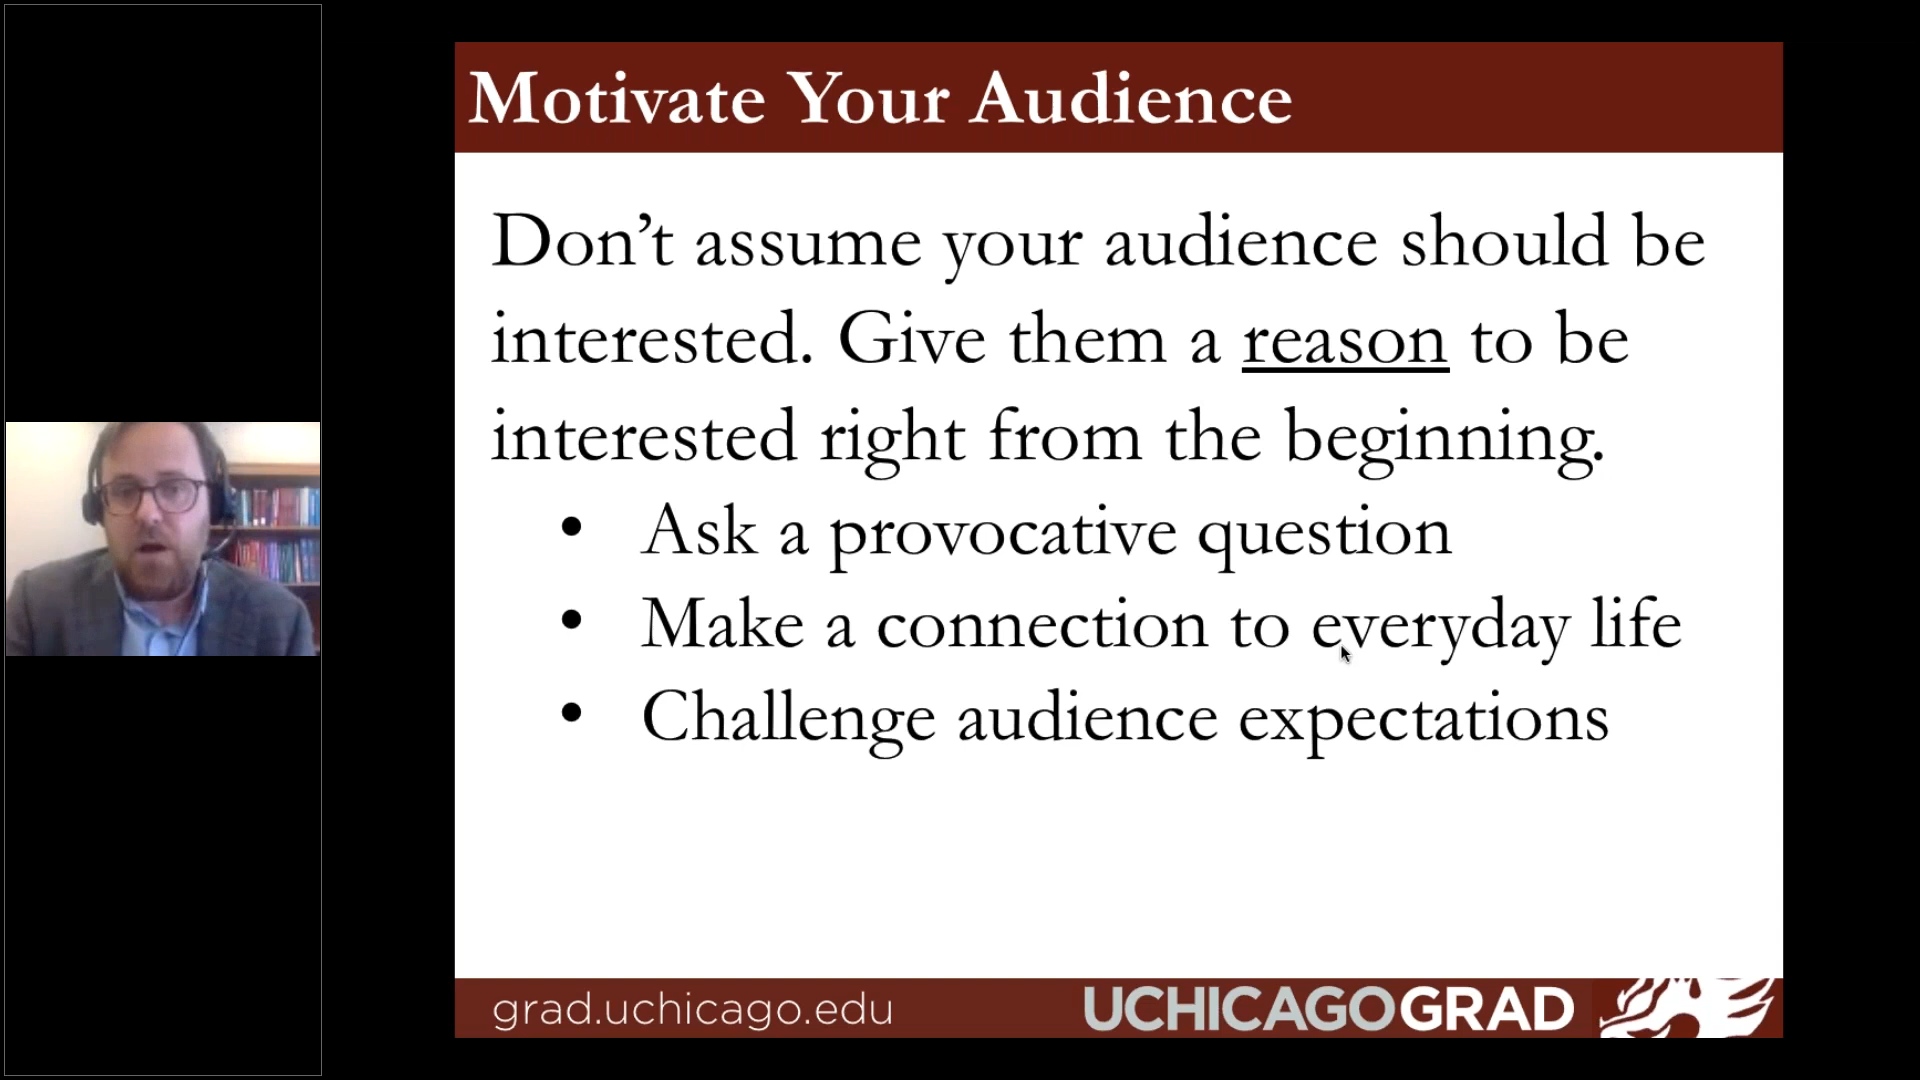 Motivate Your Audience
Don’t assume your audience should be
interested. Give them a reason to be
interested right from the beginning.
• Ask a provocative question
• Make a connection to everyday life
• Challenge audience expectations
grad.uchicago.edu
UCHICAGOGRAD